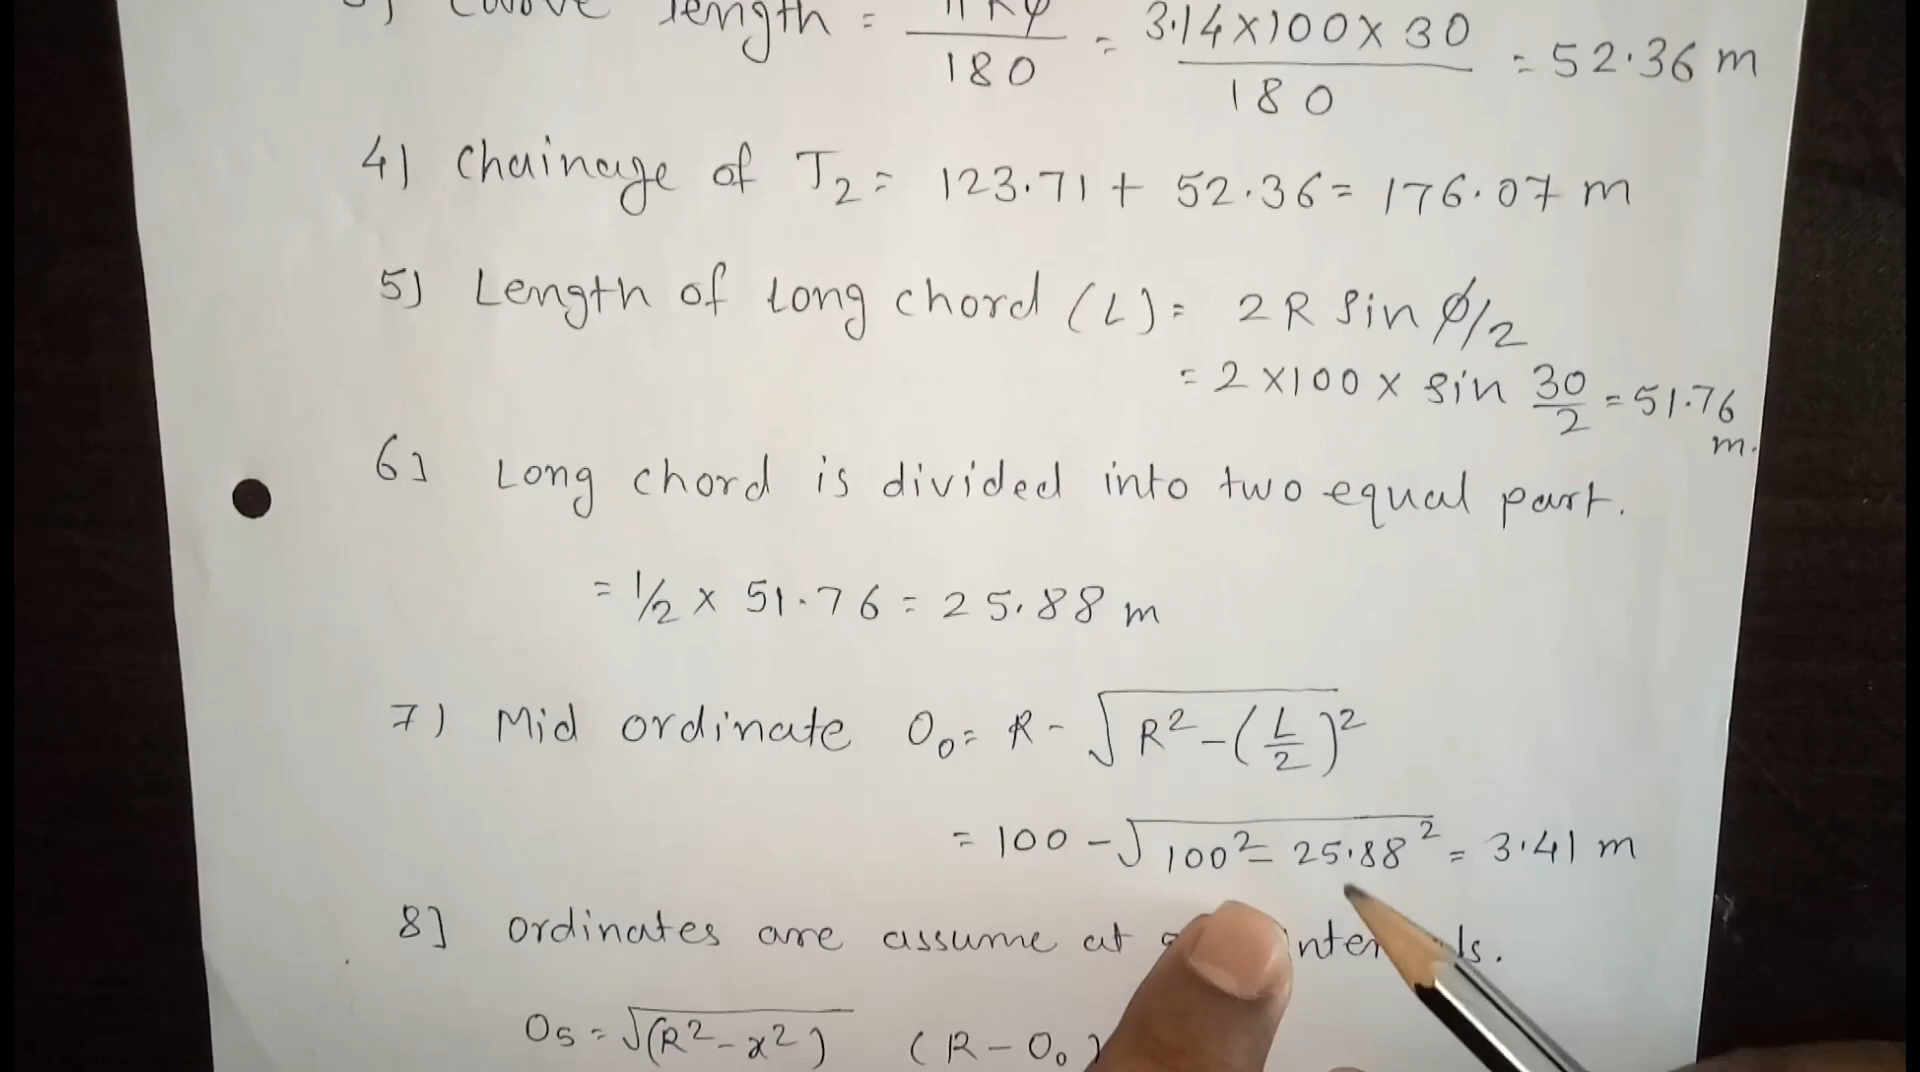 length = πRφ/180 = 3.14×100×30/180 = 52.36 m
4) Chainage of T2 = 123.71 + 52.36 = 176.07 m
5) Length of Long chord (L) = 2R sin φ/2
= 2×100× sin 30/2 = 51.76 m.
6] Long chord is divided into two equal part.
= 1/2 × 51.76 = 25.88 m
7) Mid ordinate O0 = R - √R² - (L/2)²
= 100 - √100² - 25.88² = 3.41 m
8] ordinates are assume at
O5 = √(R² - x²) (R - O0)